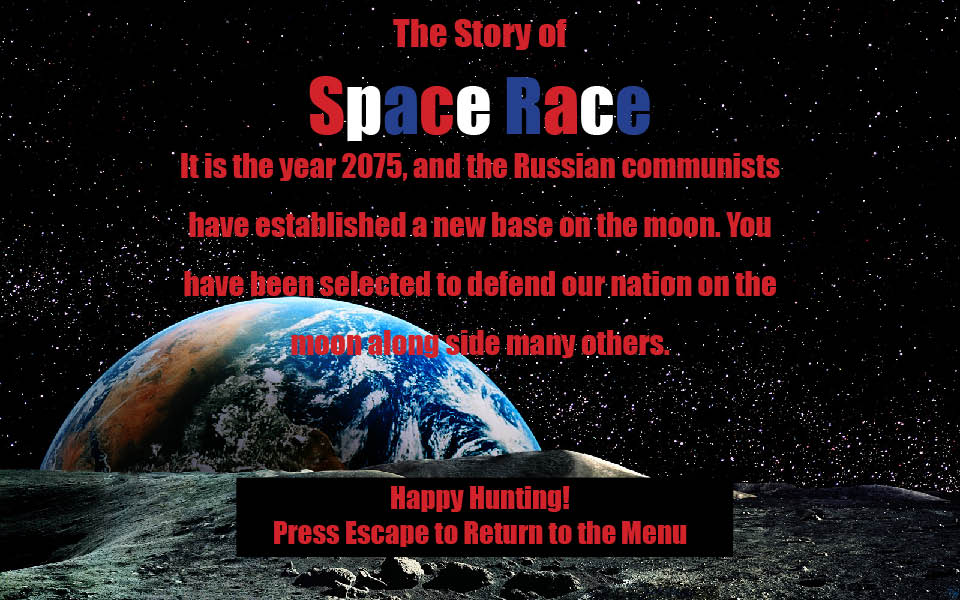 The Story of
Space Race
It is the year 2075, and the Russian communists
have established a new base on the moon. You
have been selected to defend our nation on the
moon along side many others.
Happy Hunting!
Press Escape to Return to the Menu